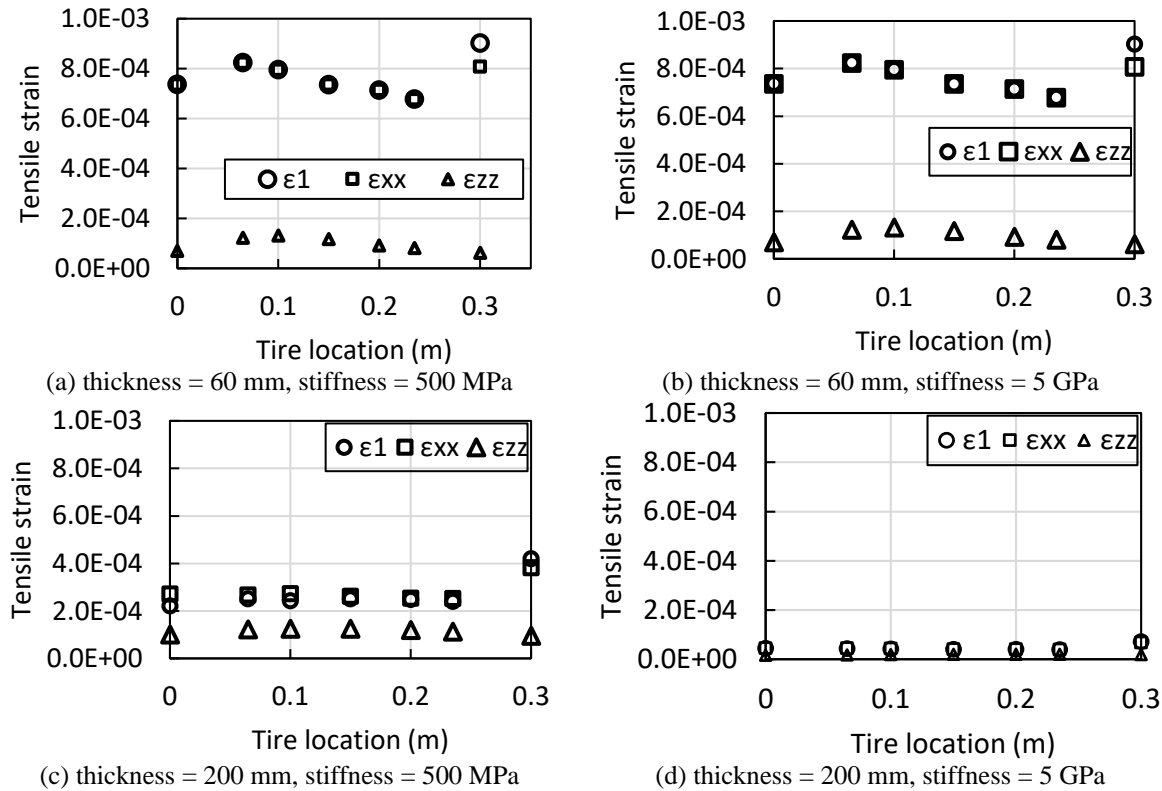 1.0E-03
8.0E-04
6.0E-04
4.0E-04
2.0E-04
0.0E+00
Tensile strain
ε1 εxx εzz
0 0.1 0.2 0.3
Tire location (m)
(a) thickness = 60 mm, stiffness = 500 MPa
1.0E-03
8.0E-04
6.0E-04
4.0E-04
2.0E-04
0.0E+00
Tensile strain
ε1 εxx εzz
0 0.1 0.2 0.3
Tire location (m)
(b) thickness = 60 mm, stiffness = 5 GPa
1.0E-03
8.0E-04
6.0E-04
4.0E-04
2.0E-04
0.0E+00
Tensile strain
ε1 εxx εzz
0 0.1 0.2 0.3
Tire location (m)
(c) thickness = 200 mm, stiffness = 500 MPa
1.0E-03
8.0E-04
6.0E-04
4.0E-04
2.0E-04
0.0E+00
Tensile strain
ε1 εxx εzz
0 0.1 0.2 0.3
Tire location (m)
(d) thickness = 200 mm, stiffness = 5 GPa